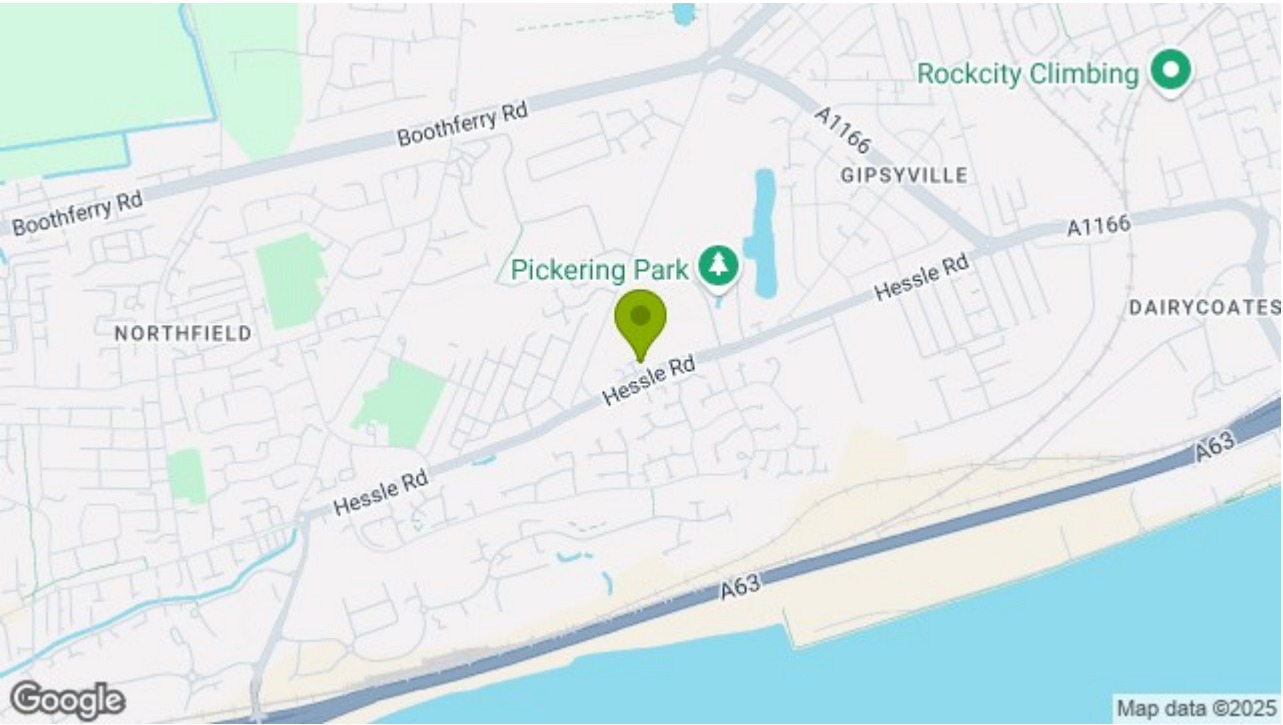 Rockcity Climbing
Boothferry Rd
A1166
GIPSYVILLE
Boothferry Rd
A1166
Pickering Park
Hessle Rd
DAIRYCOATES
NORTHFIELD
Hessle Rd
A63
Hessle Rd
A63
Google
Map data ©2025